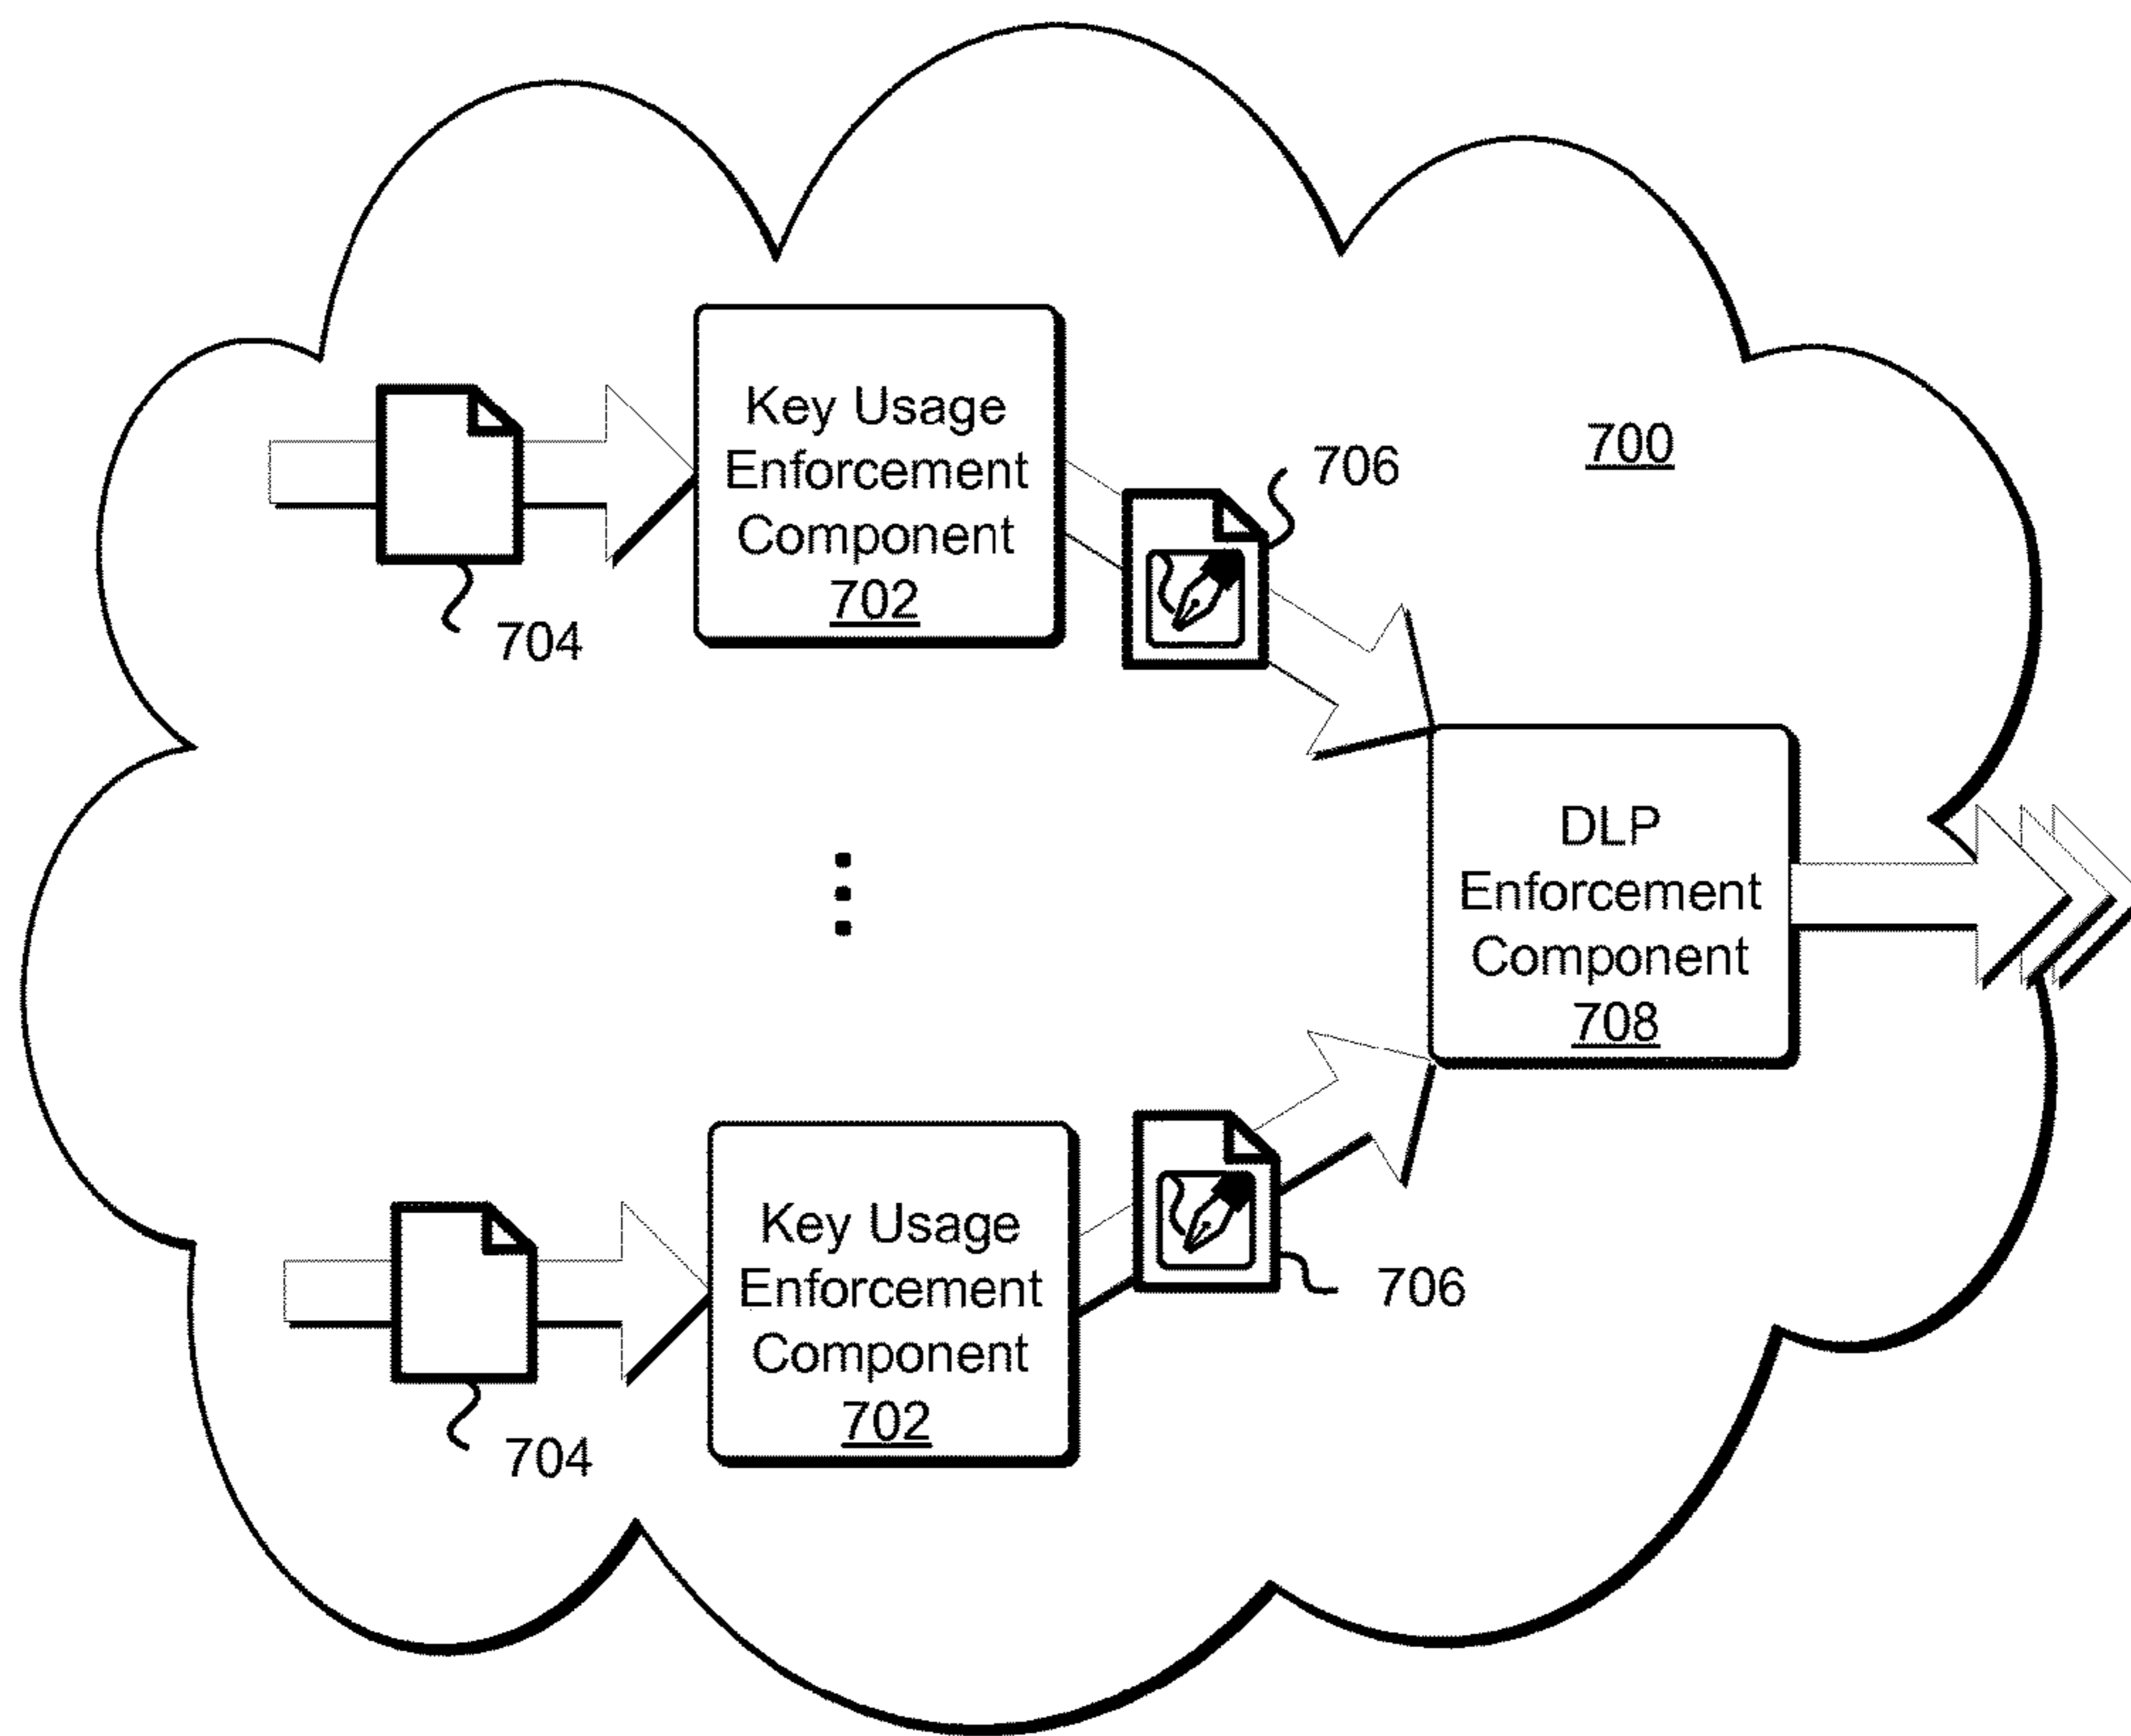 Key Usage
Enforcement
Component
702
704
706
700
DLP
Enforcement
Component
708
Key Usage
Enforcement
Component
702
704
706